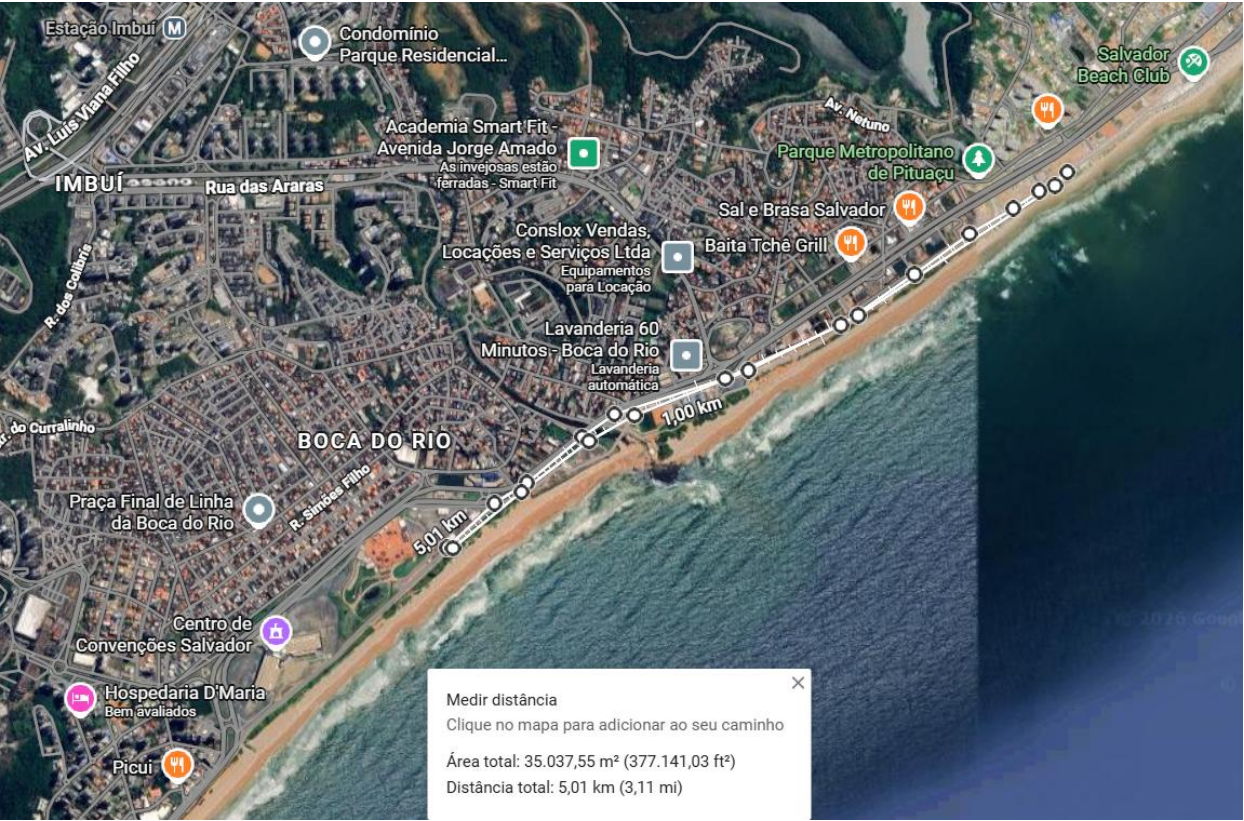 Estação Imbuí
Condomínio
Parque Residencial...
Salvador
Beach Club
Av. Luís Viana Filho
Av. Netuno
Academia Smart Fit -
Avenida Jorge Amado
As invejosas estão
ferradas - Smart Fit
Parque Metropolitano
de Pituaçu
IMBUÍ
Rua das Araras
Sal e Brasa Salvador
Conslox Vendas,
Locações e Serviços Ltda
Equipamentos
para Locação
Baita Tchê Grill
R. dos Colibris
Lavanderia 60
Minutos - Boca do Rio
Lavanderia
automática
1,00 km
do Curralinho
BOCA DO RIO
R. Simões Filho
Praça Final de Linha
da Boca do Rio
5,01 km
Centro de
Convenções Salvador
© 2026 Google
Hospedaria D'Maria
Bem avaliados
Picui
Medir distância
Clique no mapa para adicionar ao seu caminho
Área total: 35.037,55 m² (377.141,03 ft²)
Distância total: 5,01 km (3,11 mi)